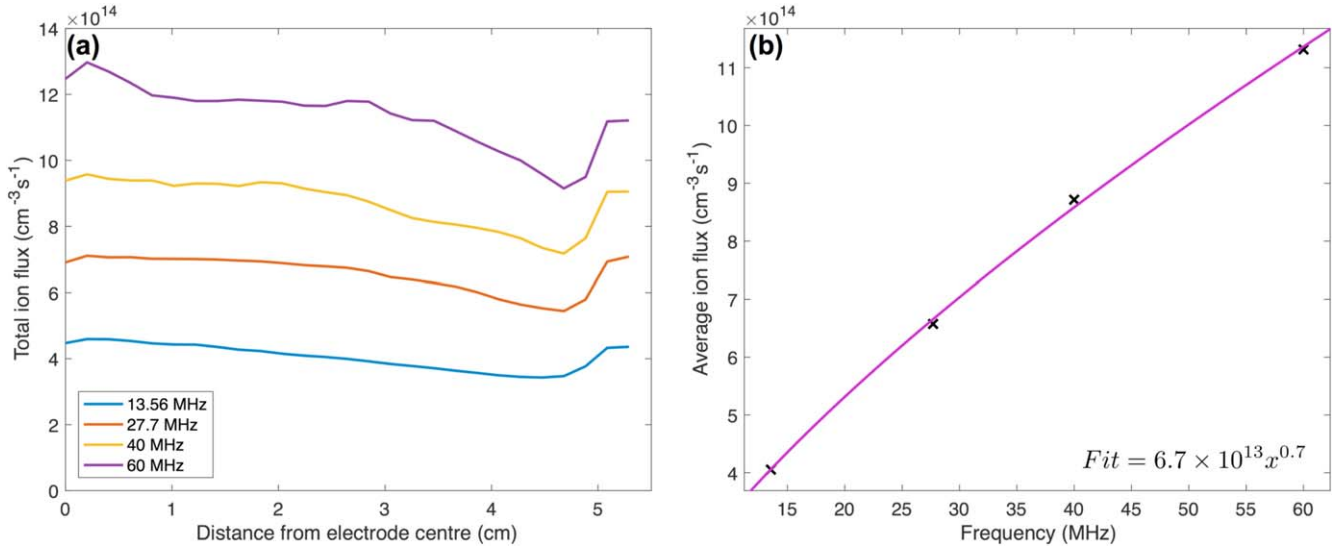 (a)
×10^14
14
12
10
8
6
4
2
0
Total ion flux (cm^-3 s^-1)
13.56 MHz
27.7 MHz
40 MHz
60 MHz
0 1 2 3 4 5
Distance from electrode centre (cm)
(b)
×10^14
11
10
9
8
7
6
5
4
Average ion flux (cm^-3 s^-1)
Fit = 6.7 × 10^13 x^0.7
15 20 25 30 35 40 45 50 55 60
Frequency (MHz)